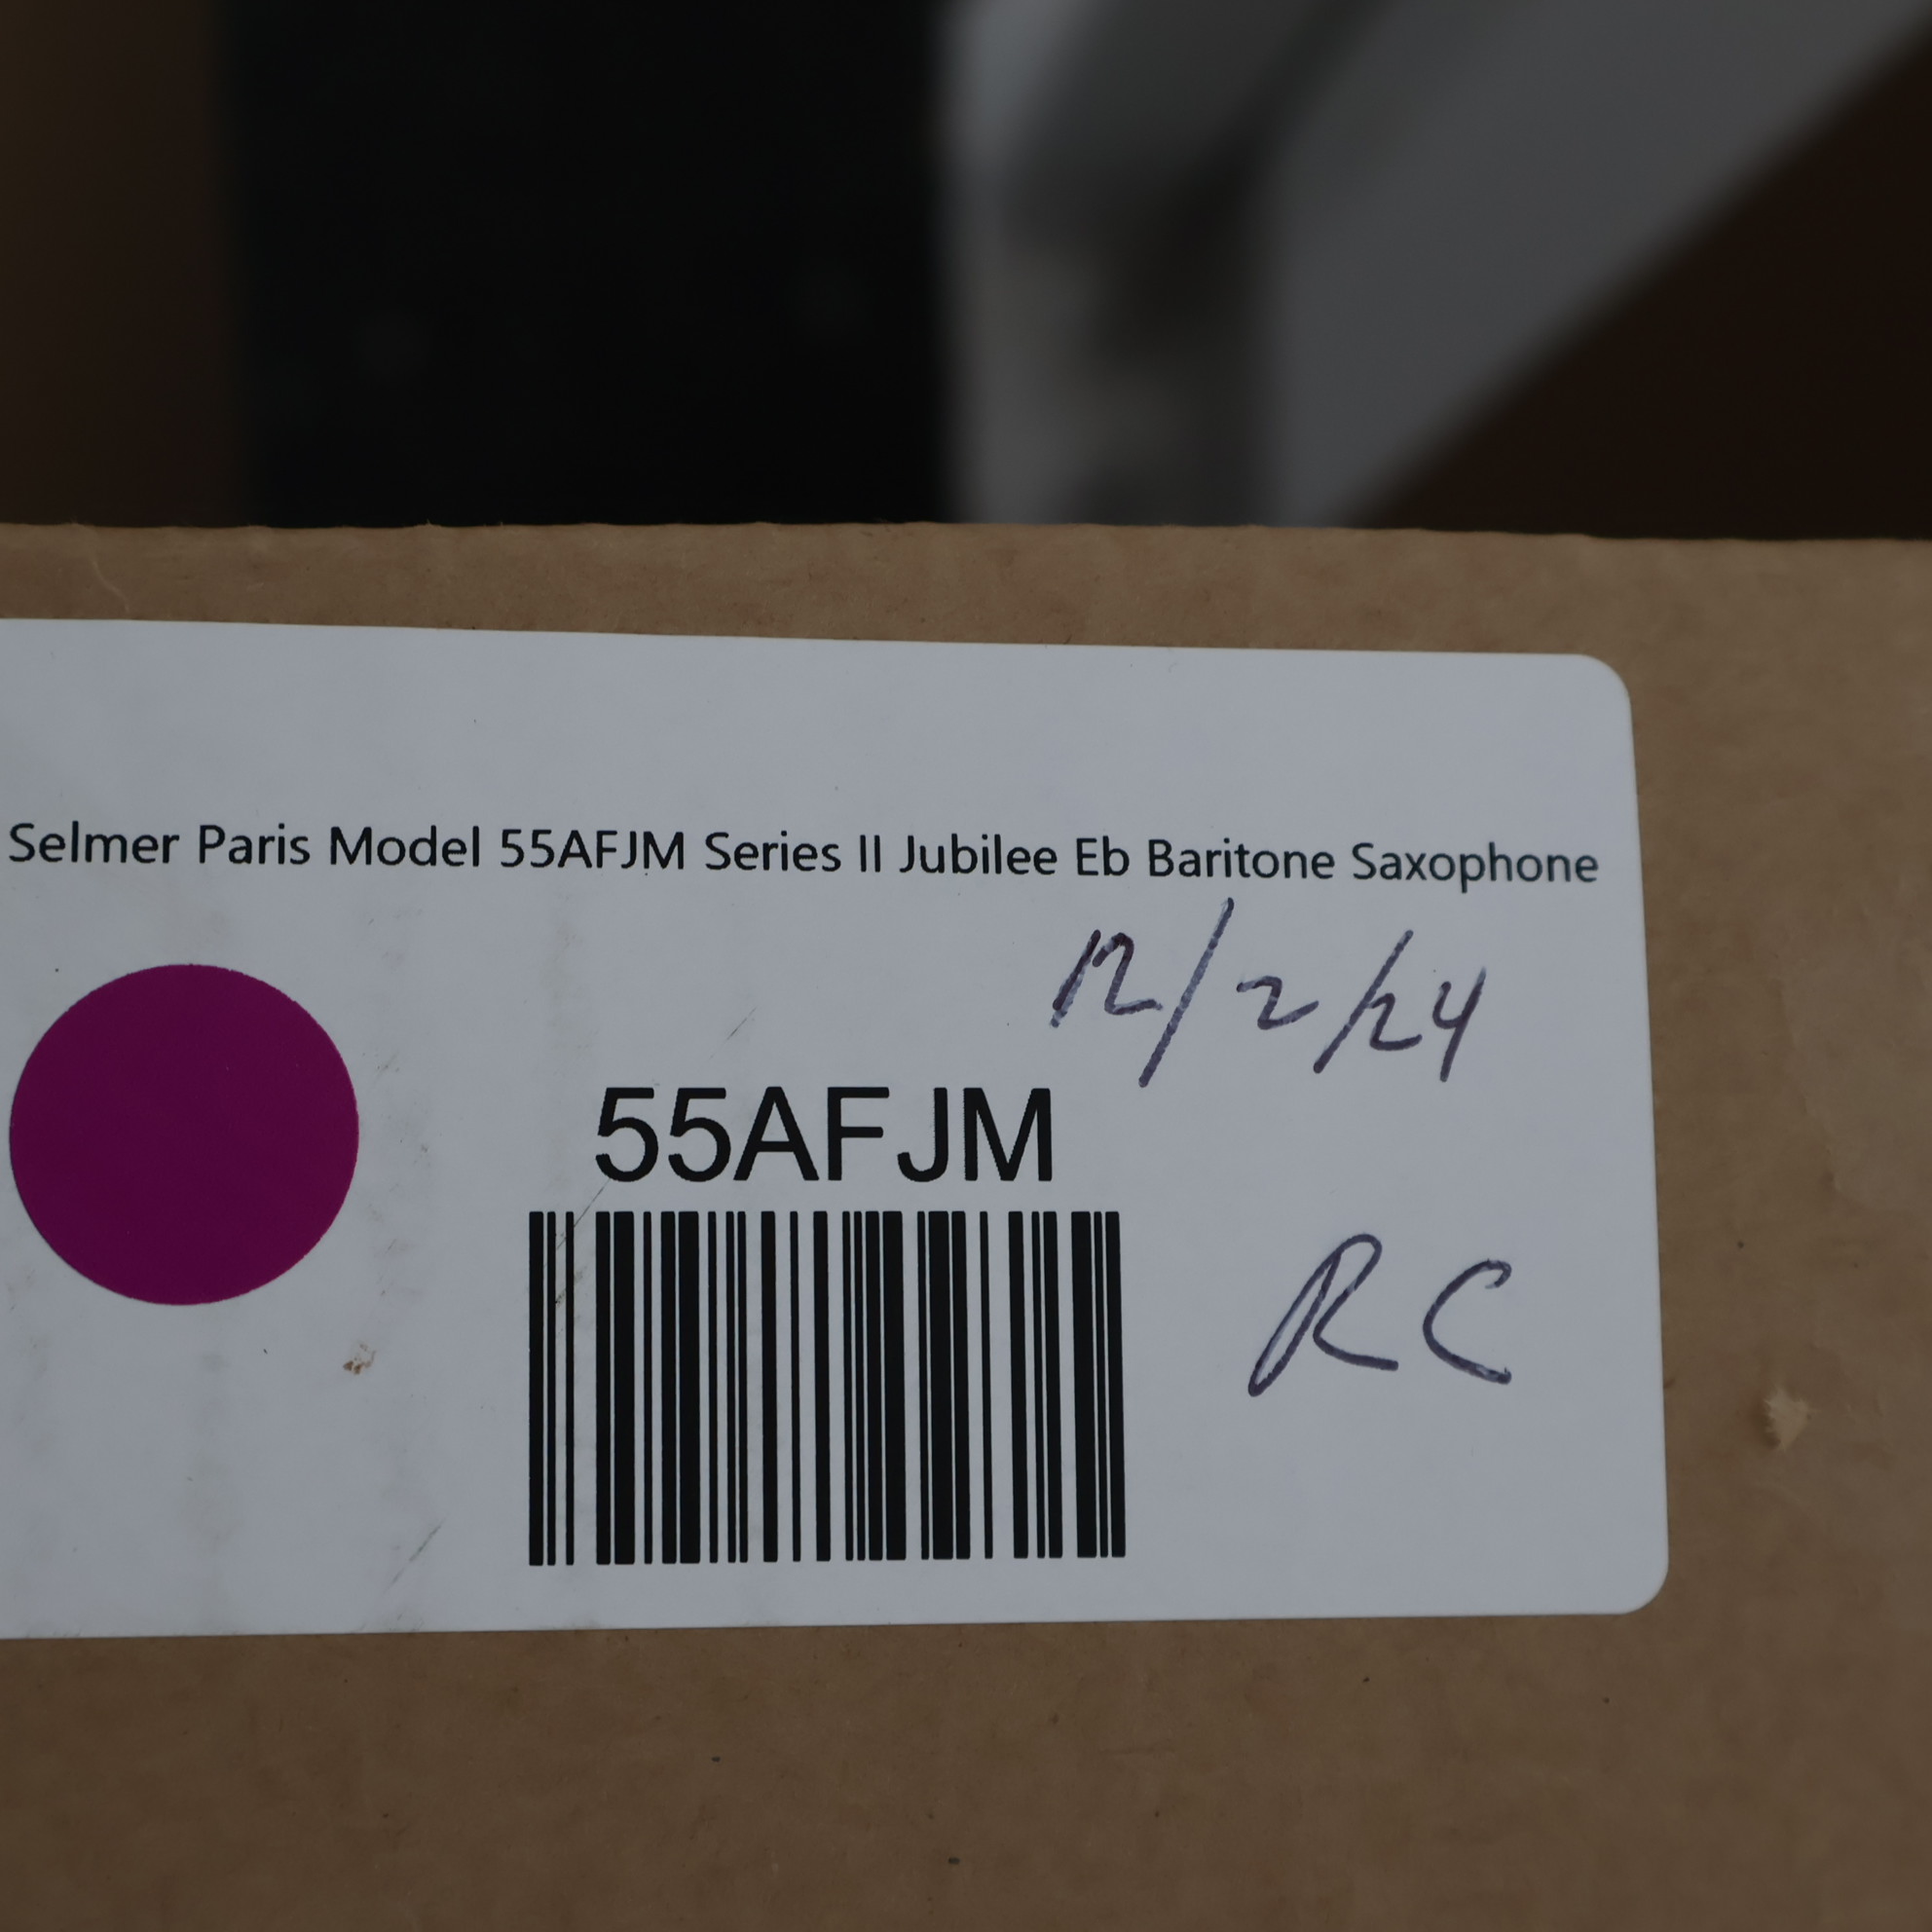 Selmer Paris Model 55AFJM Series II Jubilee Eb Baritone Saxophone
12/2/24
55AFJM
RC